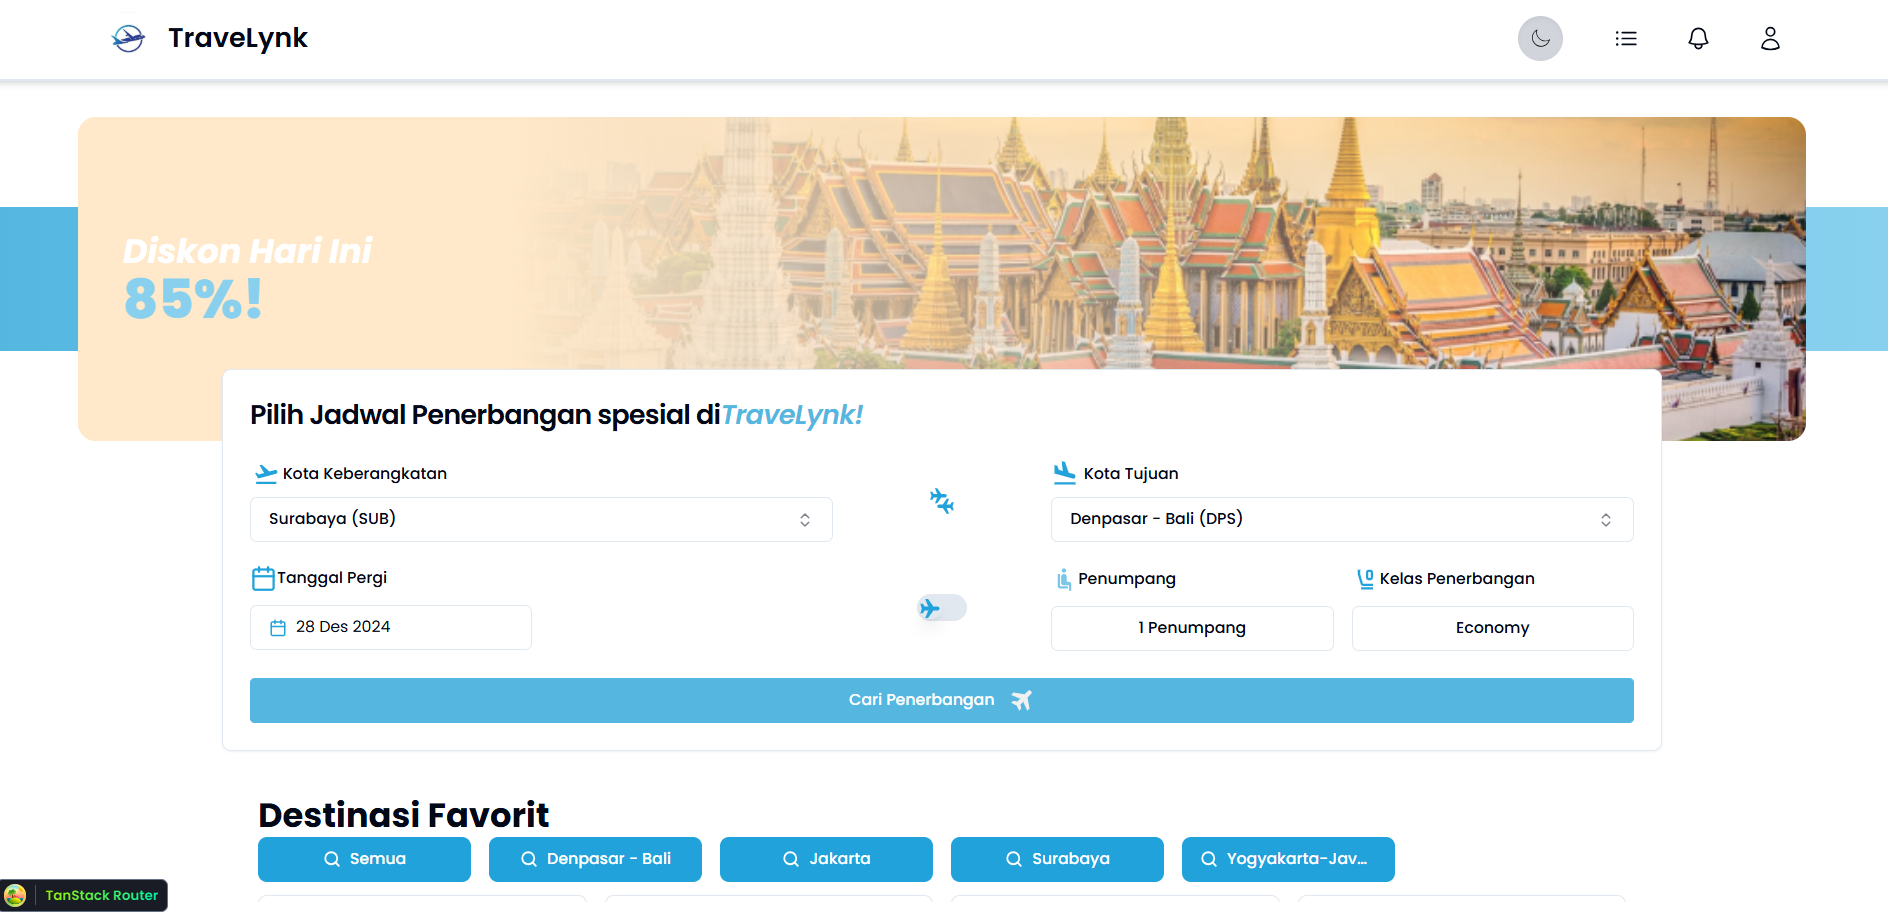 TraveLynk
Diskon Hari Ini
85%!
Pilih Jadwal Penerbangan spesial diTraveLynk!
Kota Keberangkatan
Kota Tujuan
Surabaya (SUB)
Denpasar - Bali (DPS)
Tanggal Pergi
Penumpang
Kelas Penerbangan
28 Des 2024
1 Penumpang
Economy
Cari Penerbangan
Destinasi Favorit
Semua
Denpasar - Bali
Jakarta
Surabaya
Yogyakarta-Jav...
TanStack Router